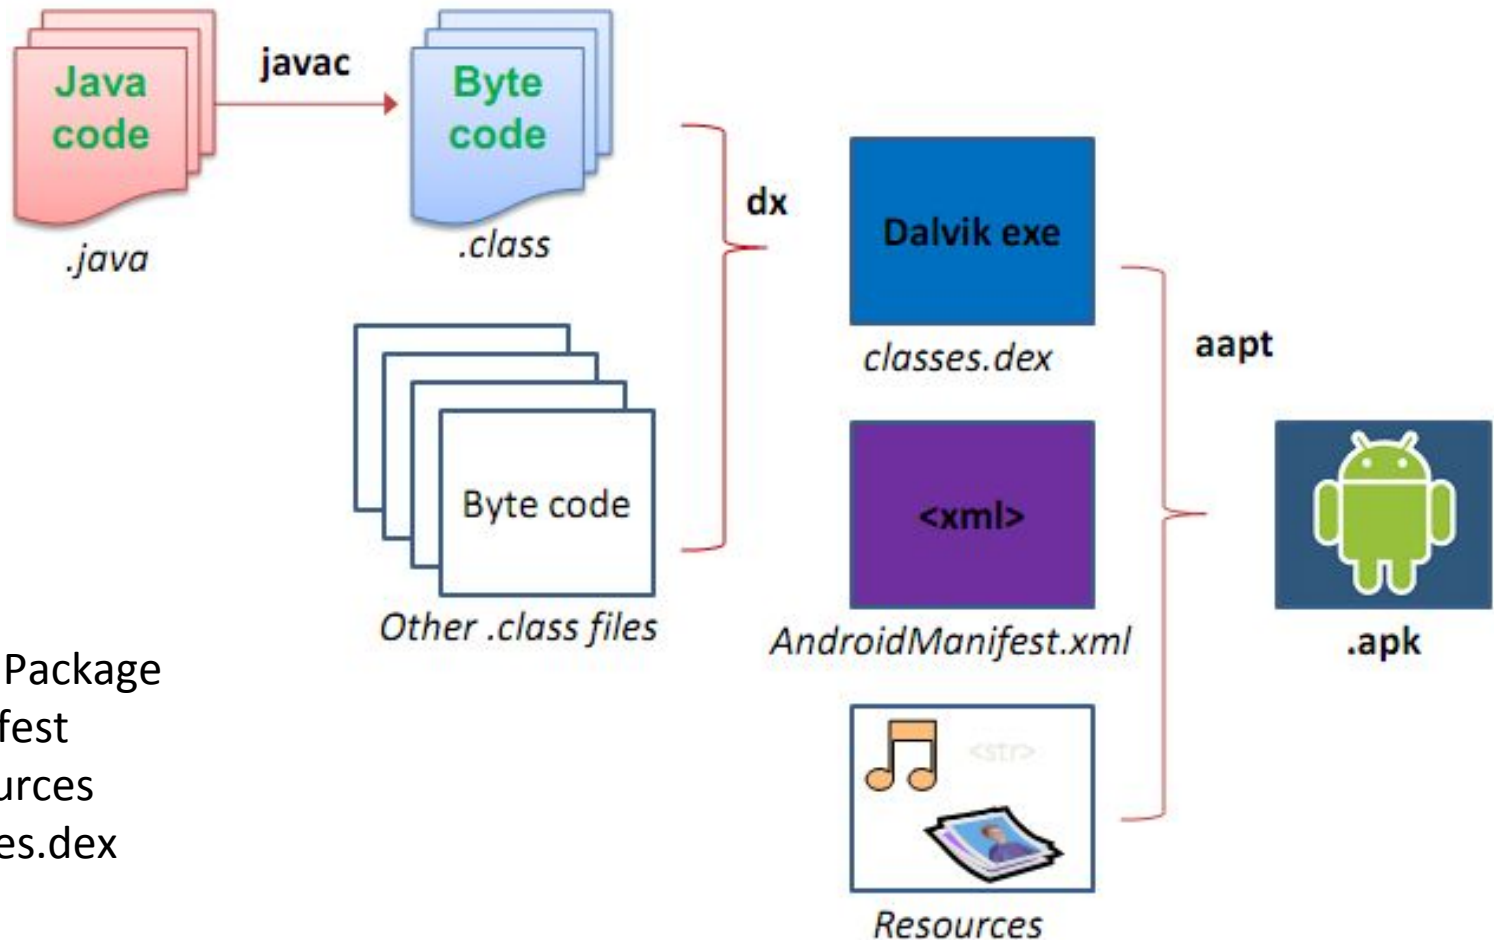 Java
code
.java
javac
Byte
code
.class
Byte code
Other .class files
dx
Dalvik exe
classes.dex
<xml>
AndroidManifest.xml
<str>
Resources
aapt
.apk
Package
fest
urces
es.dex